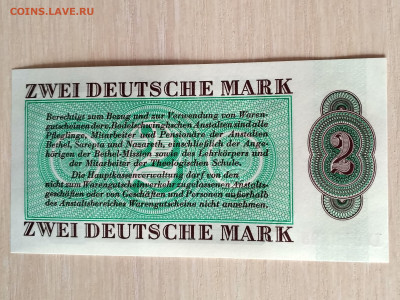 COINS.LAVE.RU
ZWEI DEUTSCHE MARK
Berechtigt zum Bezug und zur Verwendung von Waren-
gutscheinen der v. Bodelschwinghschen Anstalten sind alle
Pfleglinge, Mitarbeiter und Pensionäre der Anstalten
Bethel, Sarepta und Nazareth, einschließlich der Ange-
hörigen der Bethel-Mission sowie des Lehrkörpers und
der Mitarbeiter der Theologischen Schule.
Die Hauptkassenverwaltung darf von den
nicht zum Warengutscheinverkehr zugelassenen Anstalts-
geschäften oder von Geschäften und Personen außerhalb
des Anstaltsbereiches Warengutscheine nicht annehmen.
2
ZWEI DEUTSCHE MARK